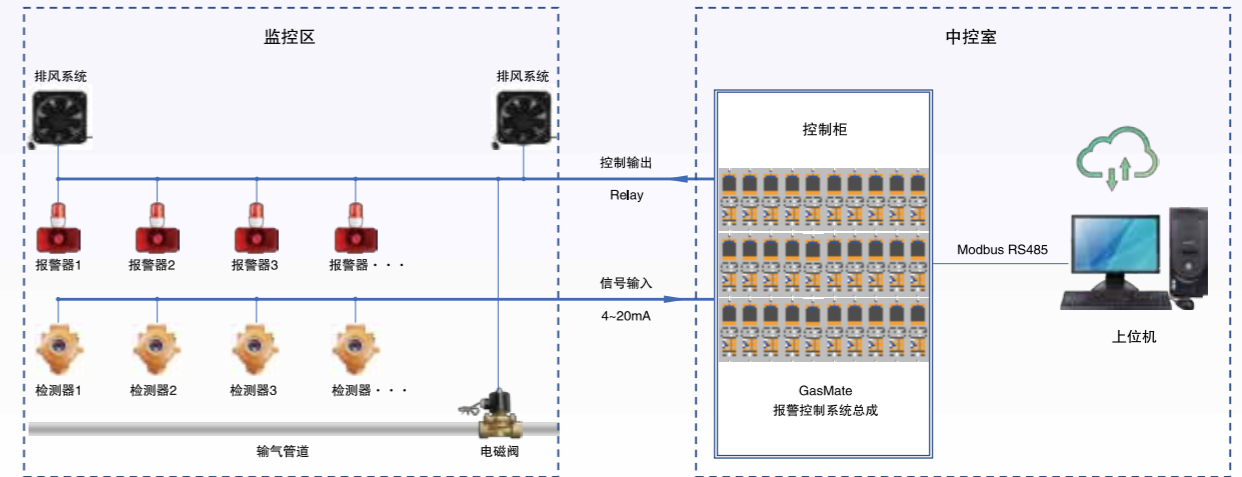 监控区
中控室
排风系统
排风系统
控制柜
控制输出
Relay
报警器1
报警器2
报警器3
报警器···
Modbus RS485
信号输入
4~20mA
上位机
检测器1
检测器2
检测器3
检测器···
GasMate
报警控制系统总成
输气管道
电磁阀